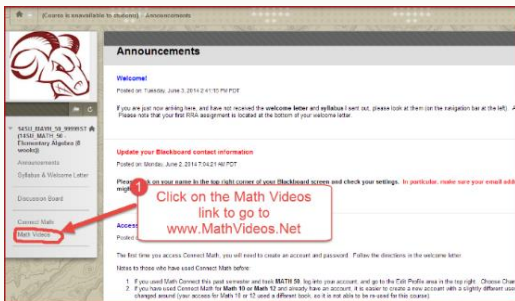 (Course is unavailable to students) Announcements
Announcements
Welcome!
Posted on: Tuesday, June 3, 2014 2:41:15 PM PDT
If you are just now arriving here, and have not received the welcome letter and syllabus I sent out, please look at them (on the navigation bar at the left). A
Please note that your first RRA assignment is located at the bottom of your welcome letter.
14SU_MATH_50_
(14SU_MATH_50 -
Elementary Algebra (8
weeks))
Announcements
Syllabus & Welcome Letter
Discussion Board
Connect Math
Math Videos
Update your Blackboard contact information
Posted on: Monday, June 2, 2014 7:04:21 AM PDT
Please click on your name in the top right corner of your Blackboard screen and check your settings. In particular, make sure your email addr
might
1
Click on the Math Videos
link to go to
www.MathVideos.Net
Access
Posted
The first time you access Connect Math, you will need to create an account and password. Follow the directions in the welcome letter.
Notes to those who have used Connect Math before:
1 If you used Math Connect this past semester and took MATH 50, log into your account, and go to the Edit Profile area in the top right. Choose Chan
2 If you have used Connect Math for Math 10 or Math 12 and already have an account, it is easier to create a new account with a slightly different use
changed around (your access for Math 10 or 12 used a different book, so it is not able to be re-used for this course).